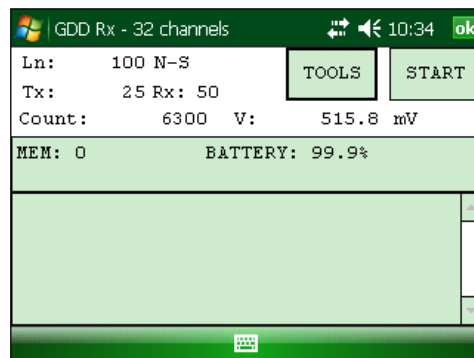 GDD Rx - 32 channels 10:34 ok
Ln: 100 N-S
TOOLS START
Tx: 25 Rx: 50
Count: 6300 V: 515.8 mV
MEM: 0 BATTERY: 99.9%